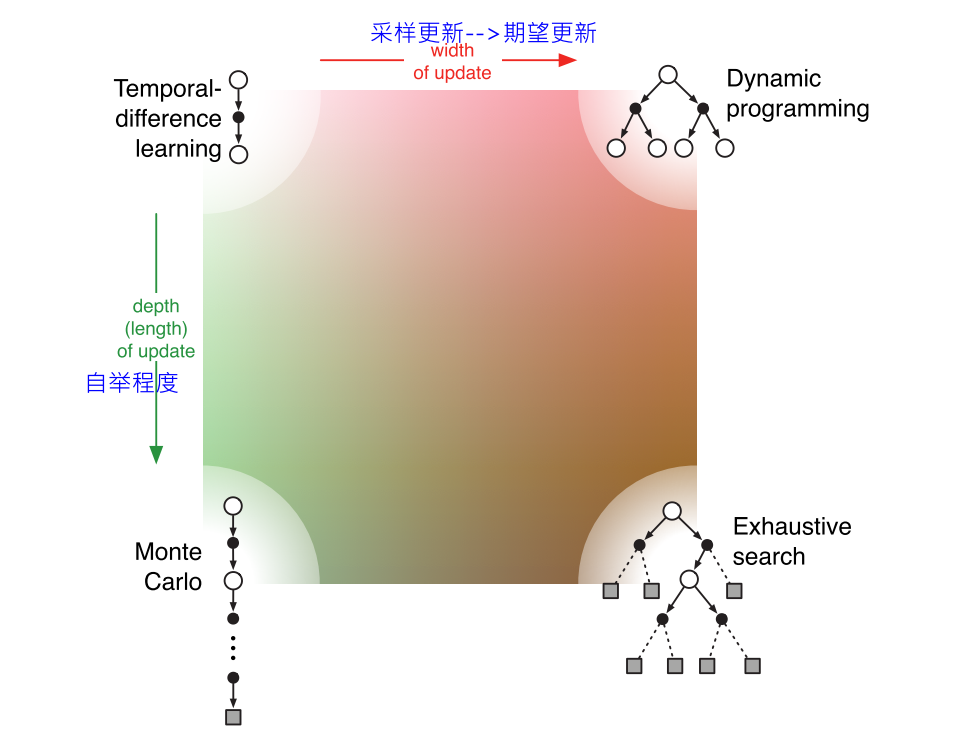 采样更新-->期望更新
width
of update
Temporal-
difference
learning
Dynamic
programming
depth
(length)
of update
自举程度
Monte
Carlo
Exhaustive
search